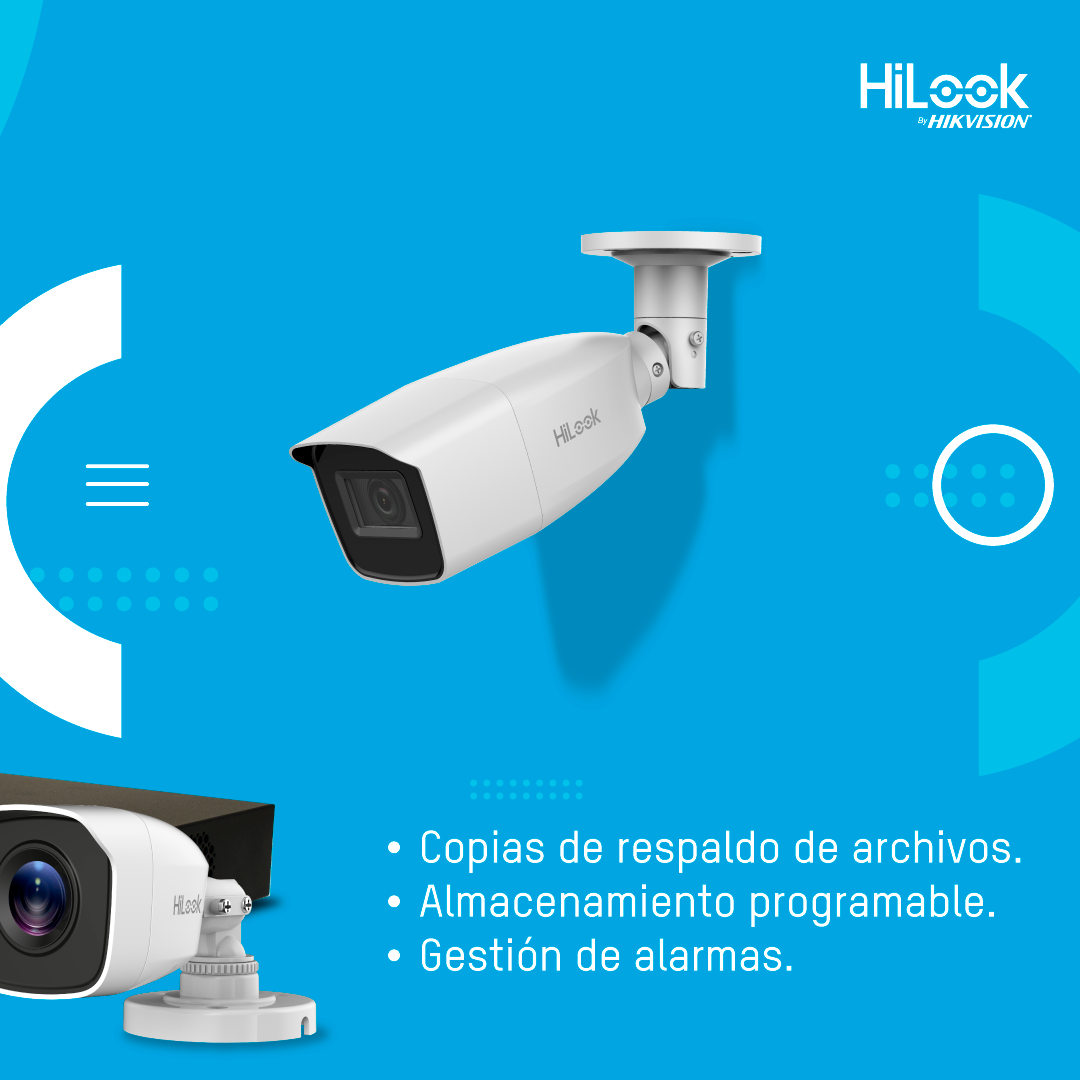 HiLook
By HIKVISION
HiLook
• Copias de respaldo de archivos.
• Almacenamiento programable.
• Gestión de alarmas.
HiLook